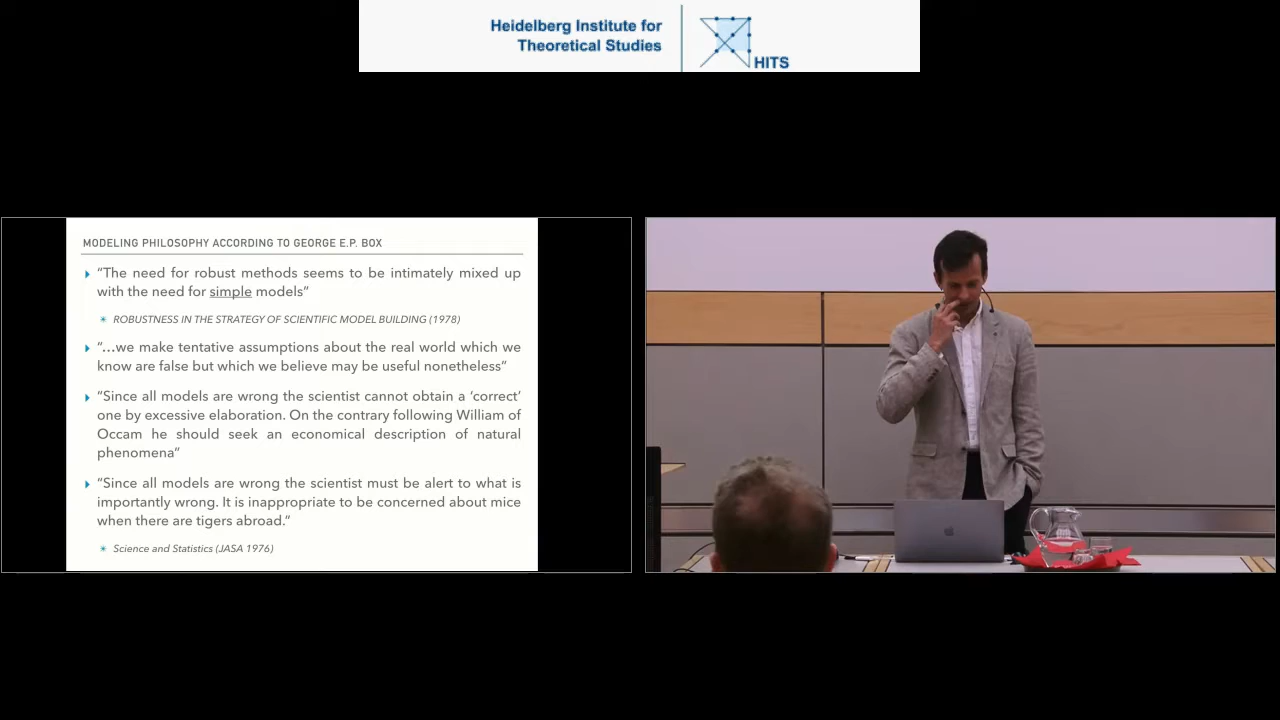 Heidelberg Institute for
Theoretical Studies
HITS
MODELING PHILOSOPHY ACCORDING TO GEORGE E.P. BOX
“The need for robust methods seems to be intimately mixed up
with the need for simple models”
ROBUSTNESS IN THE STRATEGY OF SCIENTIFIC MODEL BUILDING (1978)
“...we make tentative assumptions about the real world which we
know are false but which we believe may be useful nonetheless”
“Since all models are wrong the scientist cannot obtain a ‘correct’
one by excessive elaboration. On the contrary following William of
Occam he should seek an economical description of natural
phenomena”
“Since all models are wrong the scientist must be alert to what is
importantly wrong. It is inappropriate to be concerned about mice
when there are tigers abroad.”
Science and Statistics (JASA 1976)